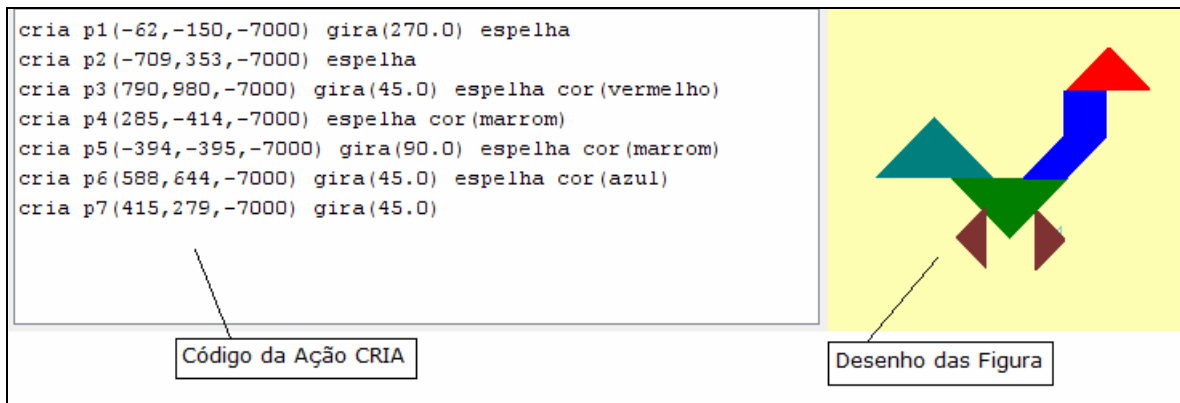 cria p1(-62,-150,-7000) gira(270.0) espelha
cria p2(-709,353,-7000) espelha
cria p3(790,980,-7000) gira(45.0) espelha cor(vermelho)
cria p4(285,-414,-7000) espelha cor(marrom)
cria p5(-394,-395,-7000) gira(90.0) espelha cor(marrom)
cria p6(588,644,-7000) gira(45.0) espelha cor(azul)
cria p7(415,279,-7000) gira(45.0)
Código da Ação CRIA
Desenho das Figura